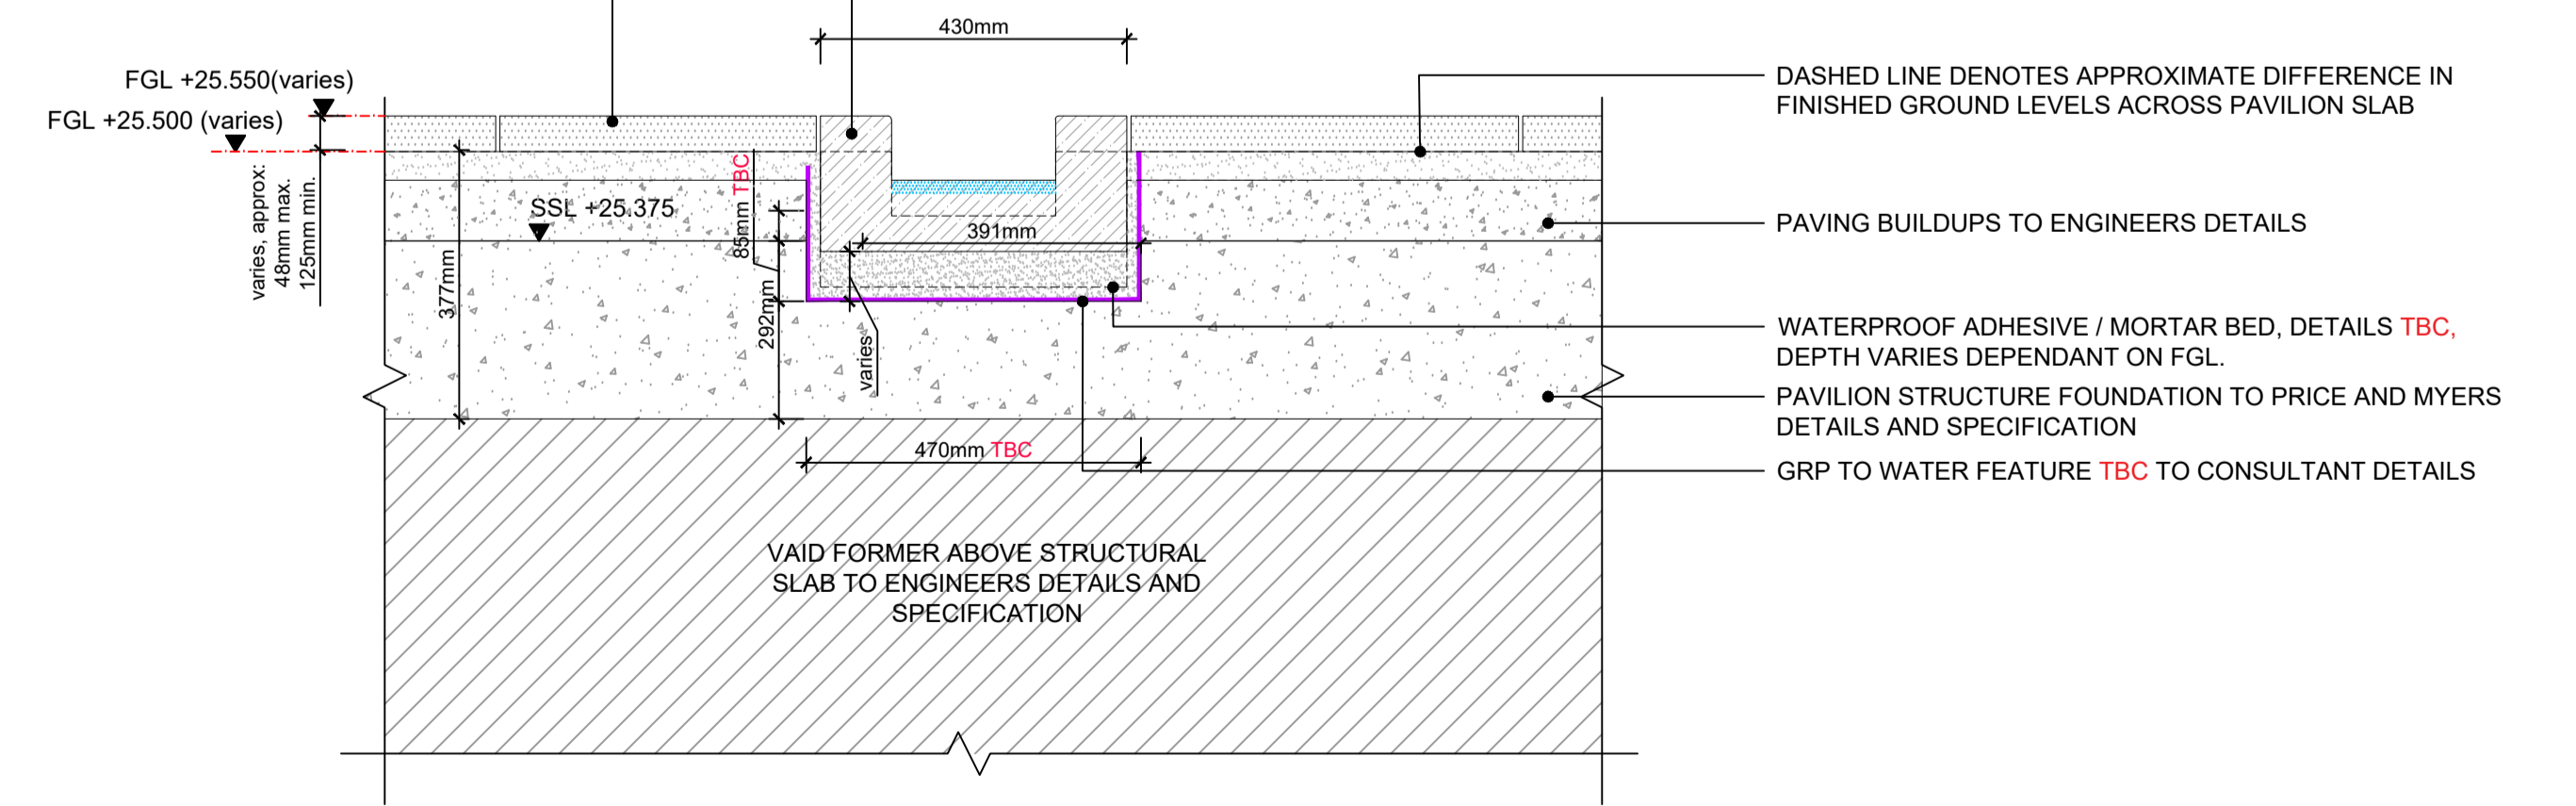 430mm
FGL +25.550(varies)
FGL +25.500 (varies)
varies, approx:
48mm max.
125mm min.
377mm
SSL +25.375
85mm TBC
292mm
391mm
varies
470mm TBC
VAID FORMER ABOVE STRUCTURAL
SLAB TO ENGINEERS DETAILS AND
SPECIFICATION
DASHED LINE DENOTES APPROXIMATE DIFFERENCE IN
FINISHED GROUND LEVELS ACROSS PAVILION SLAB
PAVING BUILDUPS TO ENGINEERS DETAILS
WATERPROOF ADHESIVE / MORTAR BED, DETAILS TBC,
DEPTH VARIES DEPENDANT ON FGL.
PAVILION STRUCTURE FOUNDATION TO PRICE AND MYERS
DETAILS AND SPECIFICATION
GRP TO WATER FEATURE TBC TO CONSULTANT DETAILS